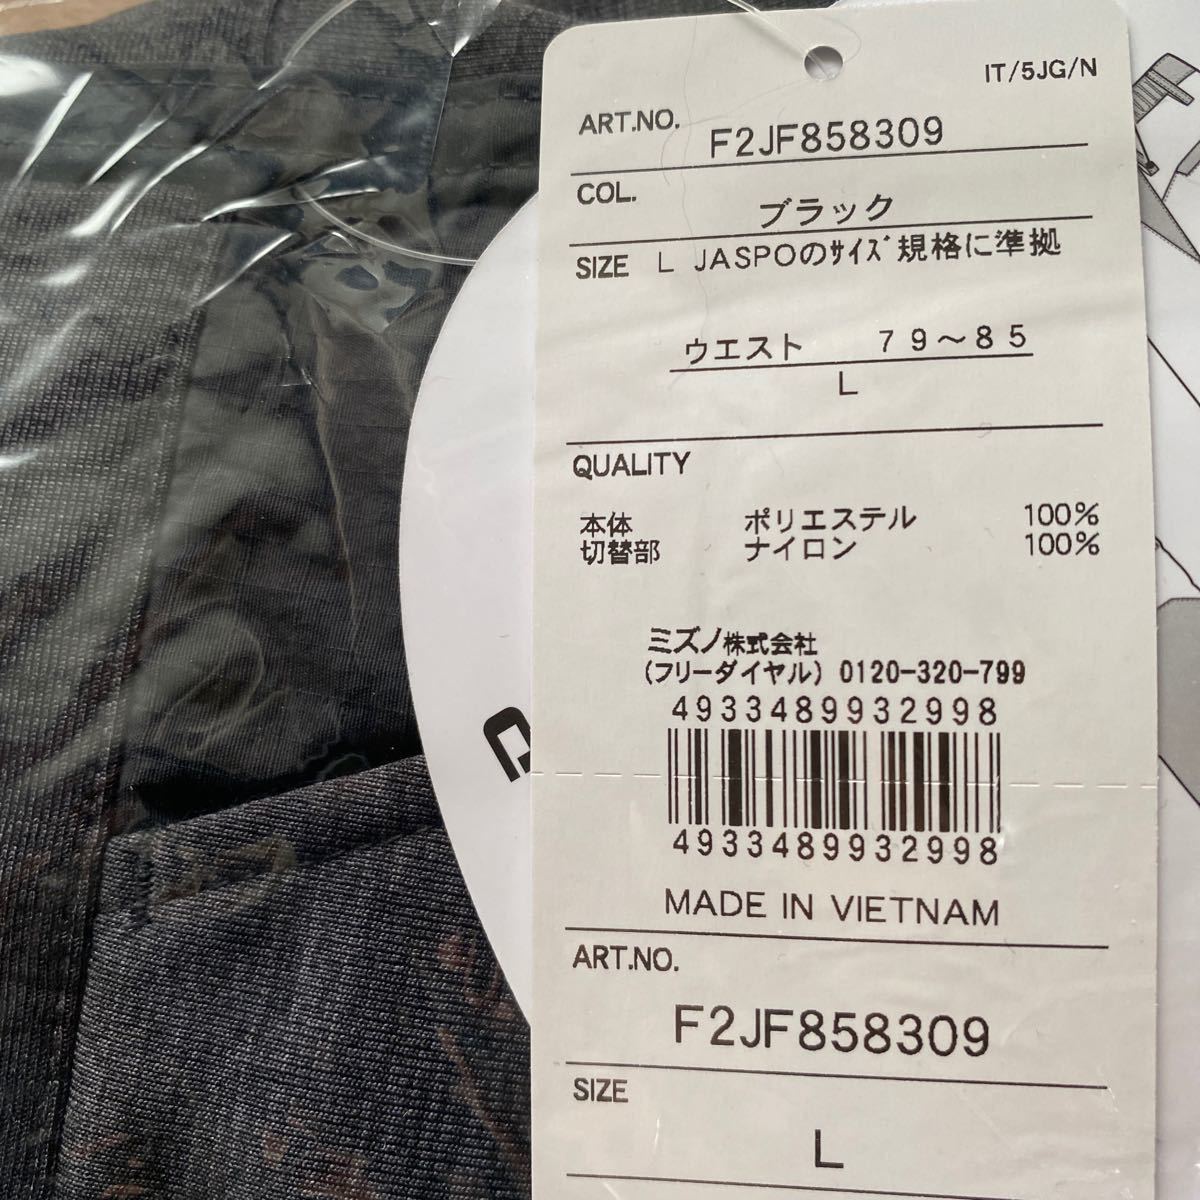 IT/5JG/N
ART.NO. F2JF858309
COL. ブラック
SIZE L JASPOのｻｲｽﾞ規格に準拠
ウエスト ７９～８５
L
QUALITY
本体 ポリエステル 100%
切替部 ナイロン 100%
ミズノ株式会社
(フリーダイヤル) 0120-320-799
4933489932998
4933489932998
MADE IN VIETNAM
ART.NO.
F2JF858309
SIZE
L